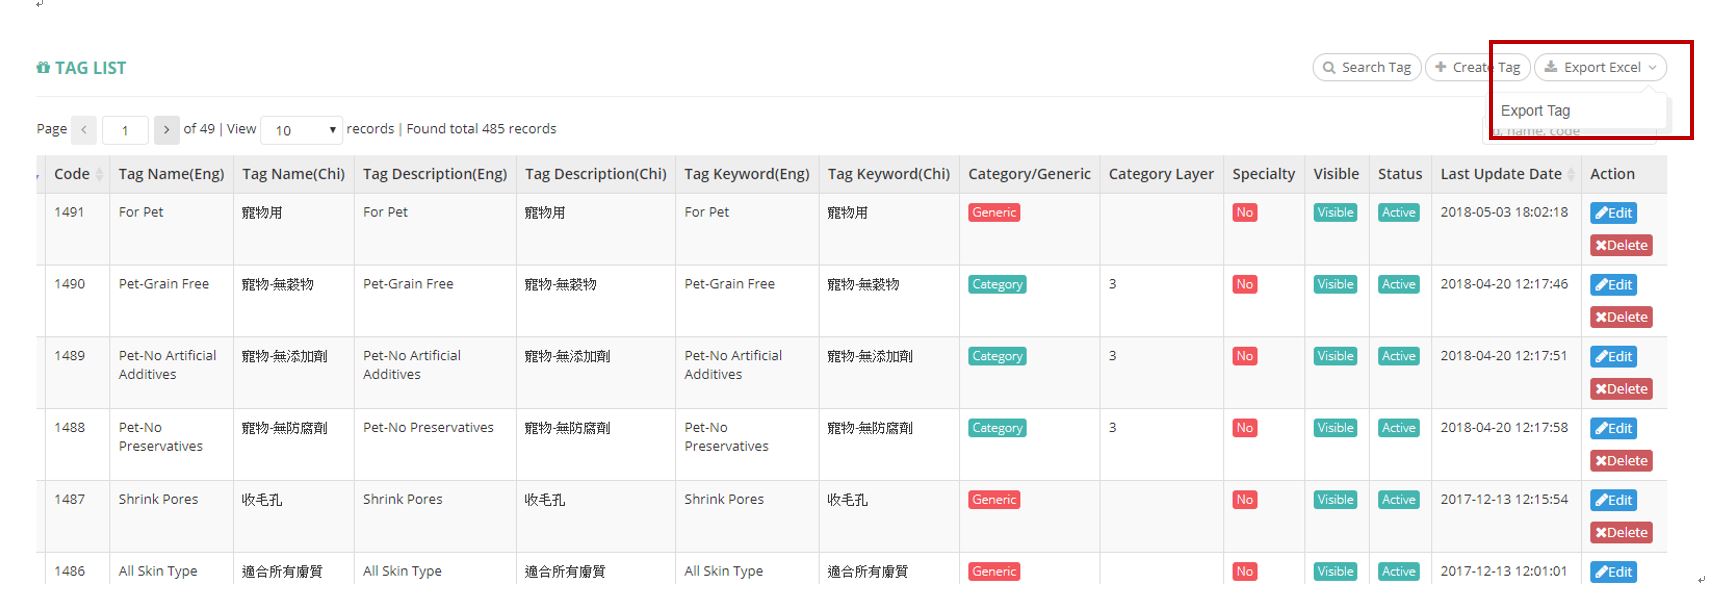 TAG LIST
Search Tag Create Tag Export Excel
Export Tag
Page 1 of 49 | View 10 records | Found total 485 records
name, code
Code Tag Name(Eng) Tag Name(Chi) Tag Description(Eng) Tag Description(Chi) Tag Keyword(Eng) Tag Keyword(Chi) Category/Generic Category Layer Specialty Visible Status Last Update Date Action
1491 For Pet 寵物用 For Pet 寵物用 For Pet 寵物用 Generic No Visible Active 2018-05-03 18:02:18 Edit
Delete
1490 Pet-Grain Free 寵物-無穀物 Pet-Grain Free 寵物-無穀物 Pet-Grain Free 寵物-無穀物 Category 3 No Visible Active 2018-04-20 12:17:46 Edit
Delete
1489 Pet-No Artificial 寵物-無添加劑 Pet-No Artificial 寵物-無添加劑 Pet-No Artificial 寵物-無添加劑 Category 3 No Visible Active 2018-04-20 12:17:51 Edit
Additives Additives Additives Delete
1488 Pet-No 寵物-無防腐劑 Pet-No Preservatives 寵物-無防腐劑 Pet-No 寵物-無防腐劑 Category 3 No Visible Active 2018-04-20 12:17:58 Edit
Preservatives Preservatives Delete
1487 Shrink Pores 收毛孔 Shrink Pores 收毛孔 Shrink Pores 收毛孔 Generic No Visible Active 2017-12-13 12:15:54 Edit
Delete
1486 All Skin Type 適合所有膚質 All Skin Type 適合所有膚質 All Skin Type 適合所有膚質 Generic No Visible Active 2017-12-13 12:01:01 Edit